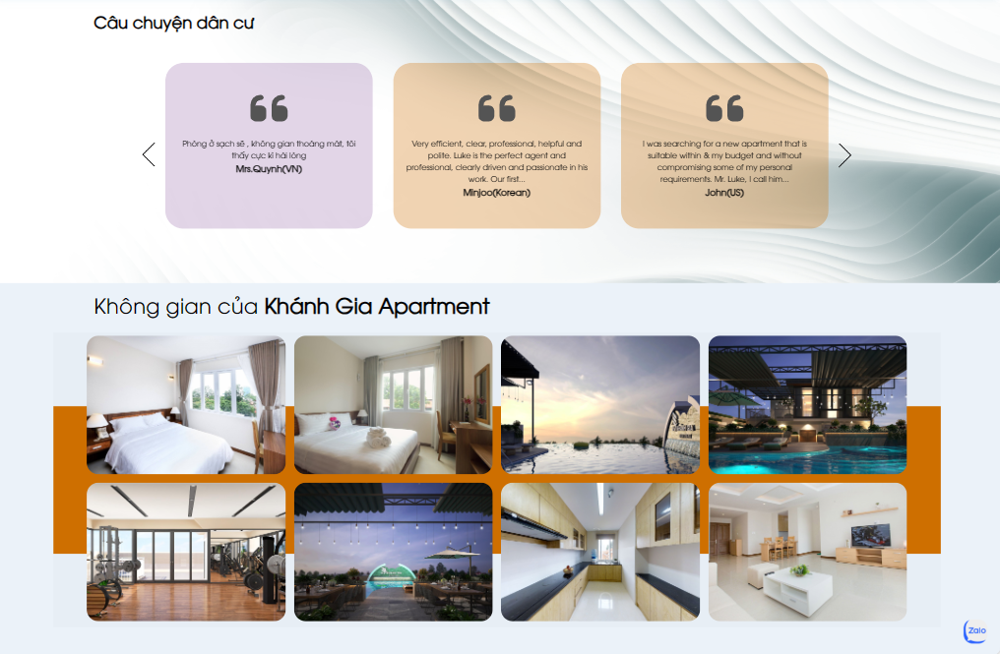 Câu chuyện dân cư
Phòng ở sạch sẽ , không gian thoáng mát, tôi
thấy cực kì hài lòng
Mrs.Quynh(VN)
Very efficient, clear, professional, helpful and
polite. Luke is the perfect agent and
professional, clearly driven and passionate in his
work. Our first...
Minjoo(Korean)
I was searching for a new apartment that is
suitable within & my budget and without
compromising some of my personal
requirements. Mr. Luke, I call him...
John(US)
Không gian của Khánh Gia Apartment
Zalo